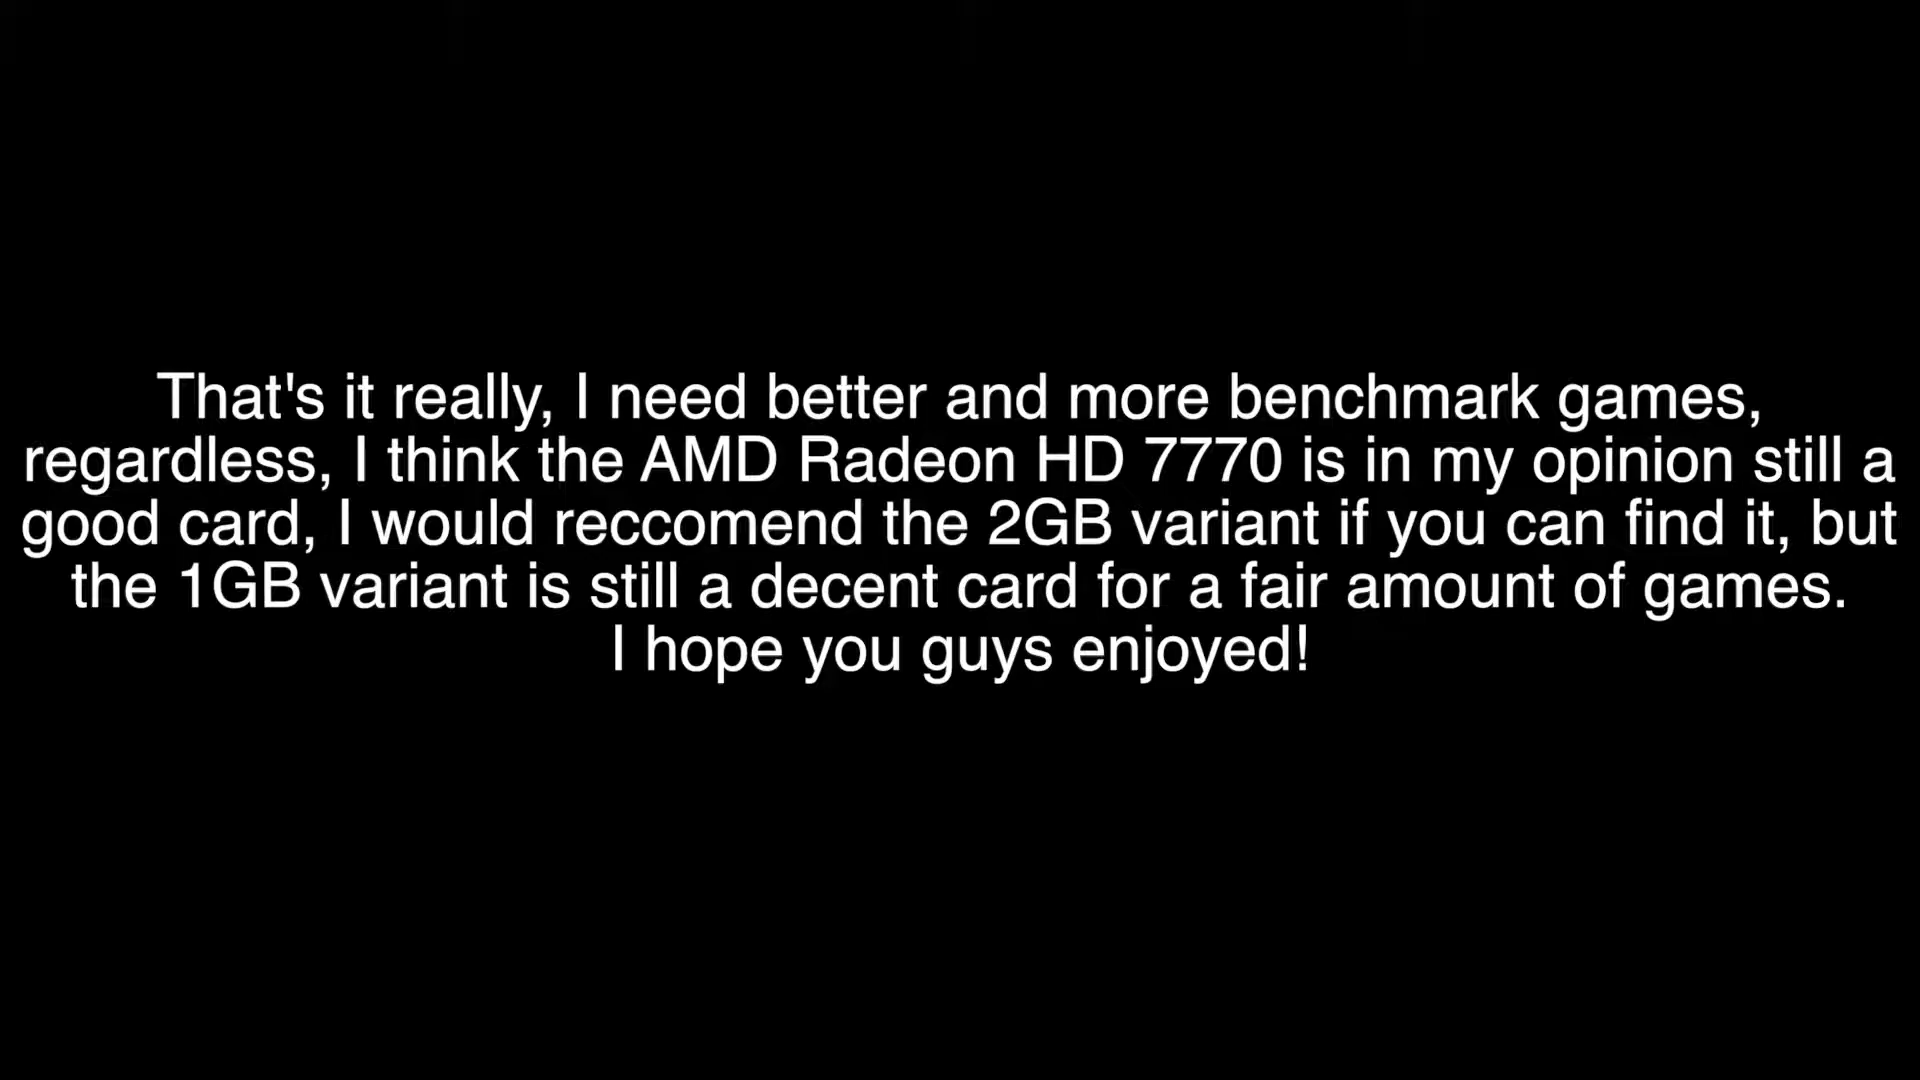 That's it really, I need better and more benchmark games,
regardless, I think the AMD Radeon HD 7770 is in my opinion still a
good card, I would reccomend the 2GB variant if you can find it, but
the 1GB variant is still a decent card for a fair amount of games.
I hope you guys enjoyed!